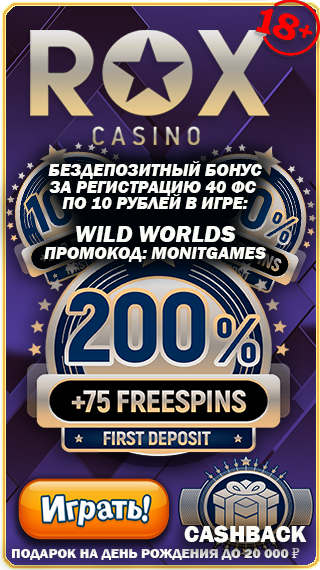 ROX
18+
CASINO
БЕЗДЕПОЗИТНЫЙ БОНУС
ЗА РЕГИСТРАЦИЮ 40 ФС
ПО 10 РУБЛЕЙ В ИГРЕ:
WILD WORLDS
ПРОМОКОД: MONITGAMES
200%
+75 FREESPINS
FIRST DEPOSIT
Играть!
CASHBACK
ПОДАРОК НА ДЕНЬ РОЖДЕНИЯ ДО 20 000 ₽